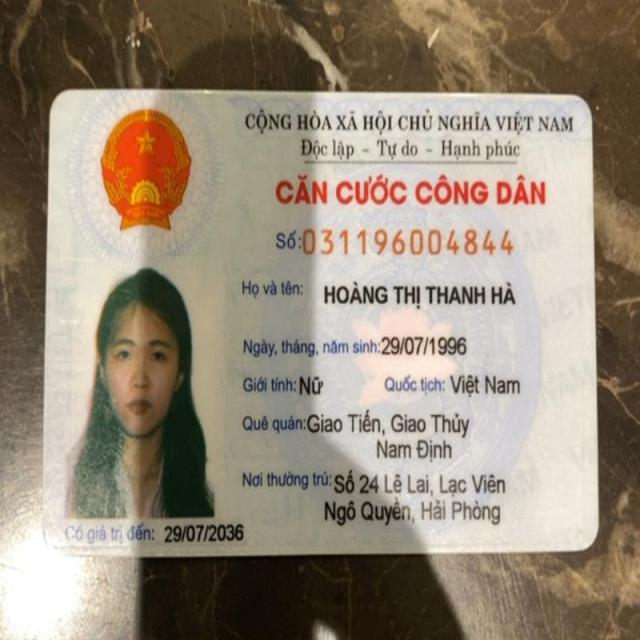 CỘNG HÒA XÃ HỘI CHỦ NGHĨA VIỆT NAM
Độc lập - Tự do - Hạnh phúc
CĂN CƯỚC CÔNG DÂN
Số: 031196004844
Họ và tên: HOÀNG THỊ THANH HÀ
Ngày, tháng, năm sinh: 29/07/1996
Giới tính: Nữ Quốc tịch: Việt Nam
Quê quán: Giao Tiến, Giao Thủy
Nam Định
Nơi thường trú: Số 24 Lê Lai, Lạc Viên
Ngô Quyền, Hải Phòng
Có giá trị đến: 29/07/2036